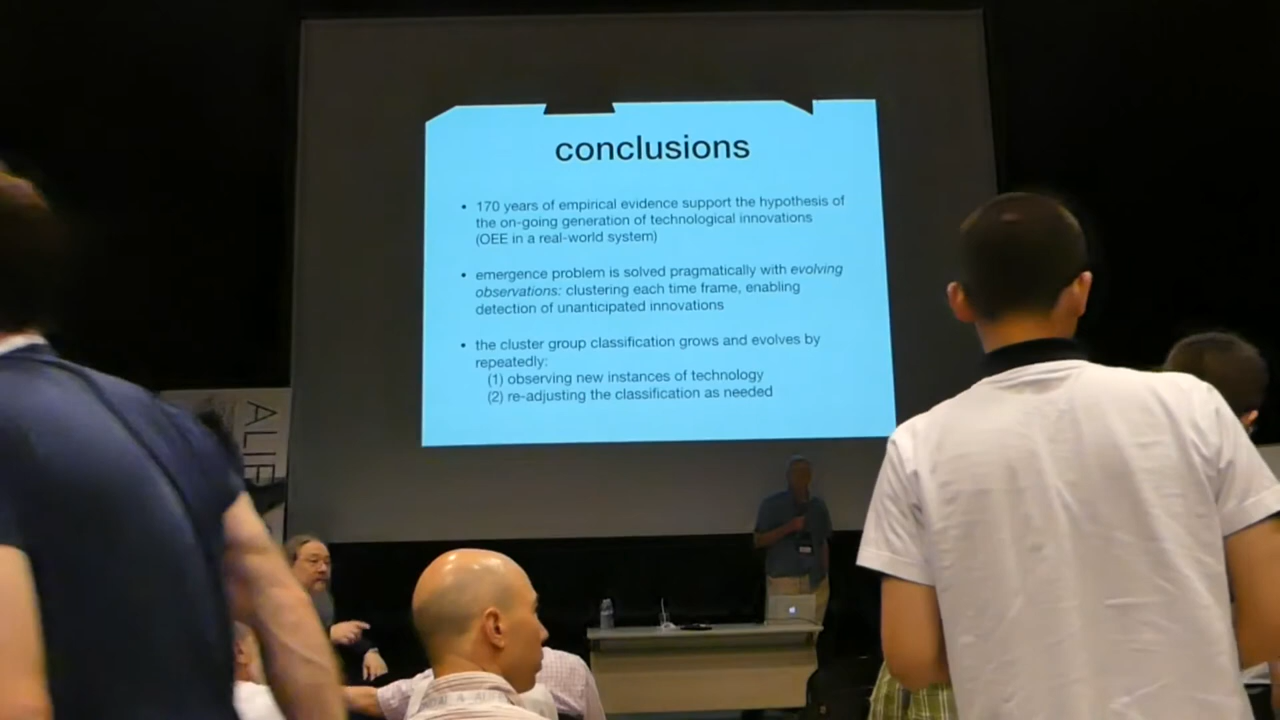 conclusions
• 170 years of empirical evidence support the hypothesis of
the on-going generation of technological innovations
(OEE in a real-world system)
• emergence problem is solved pragmatically with evolving
observations: clustering each time frame, enabling
detection of unanticipated innovations
• the cluster group classification grows and evolves by
repeatedly:
(1) observing new instances of technology
(2) re-adjusting the classification as needed
ALIF